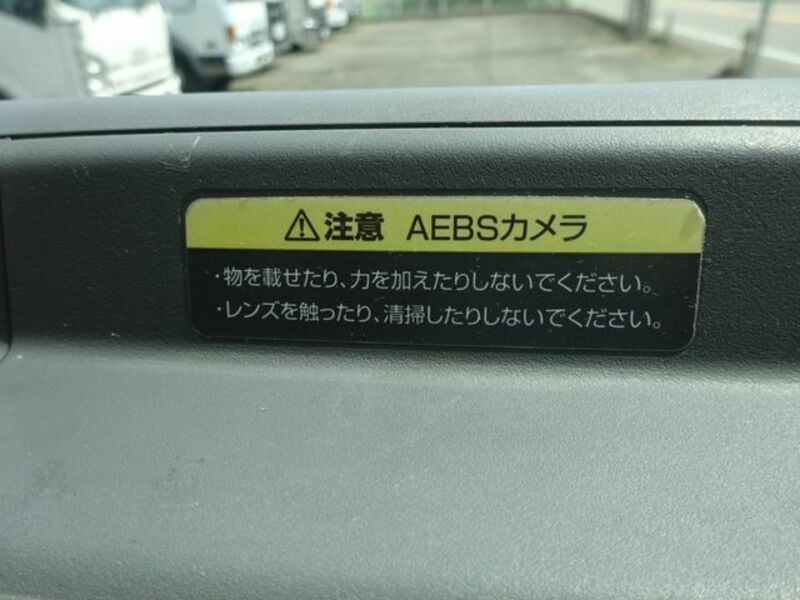 ⚠注意 AEBSカメラ
・物を載せたり、力を加えたりしないでください。
・レンズを触ったり、清掃したりしないでください。